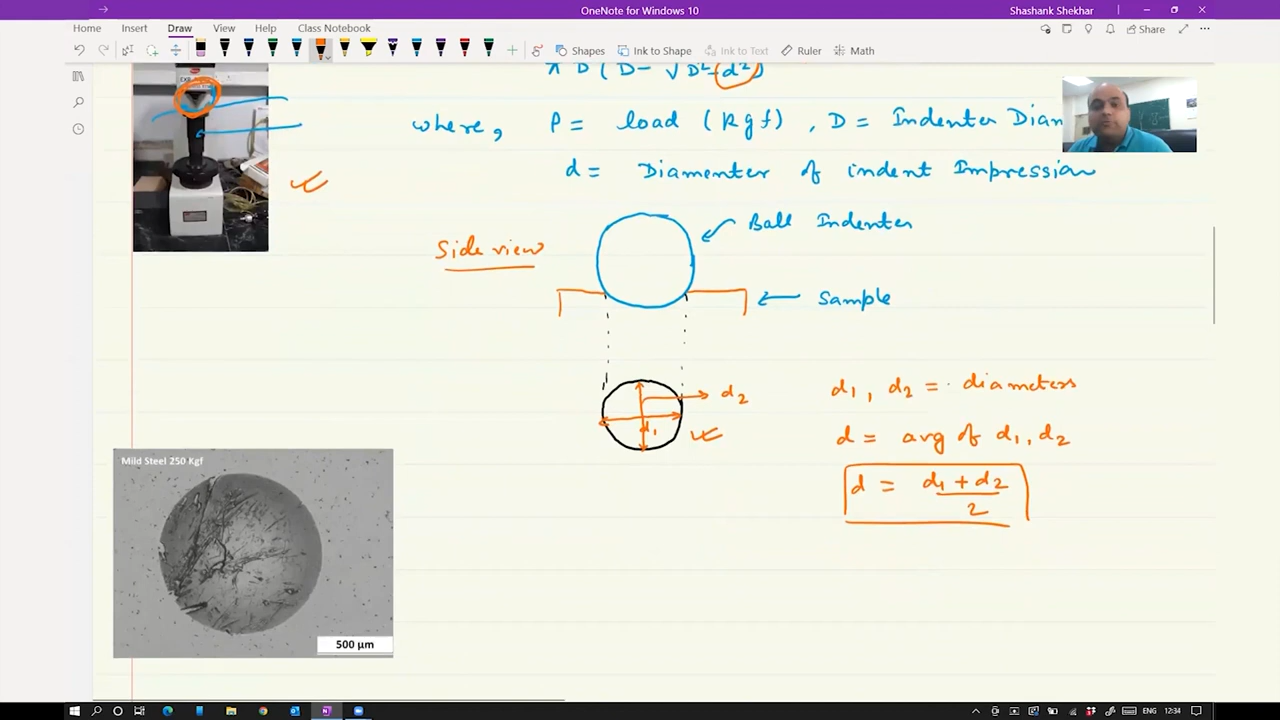 OneNote for Windows 10
Shashank Shekhar
Home Insert Draw View Help Class Notebook
Share
Shapes Ink to Shape Ink to Text Ruler Math
π D ( D- √D²-d²)
where, P = load (kgf) , D = Indenter Diam
d = Diamenter of indent Impression
Side view
Ball Indenter
Sample
d2
d1
d1, d2 = diameters
d = avg of d1, d2
d = d1 + d2
2
Mild Steel 250 Kgf
500 µm
ENG 12:34